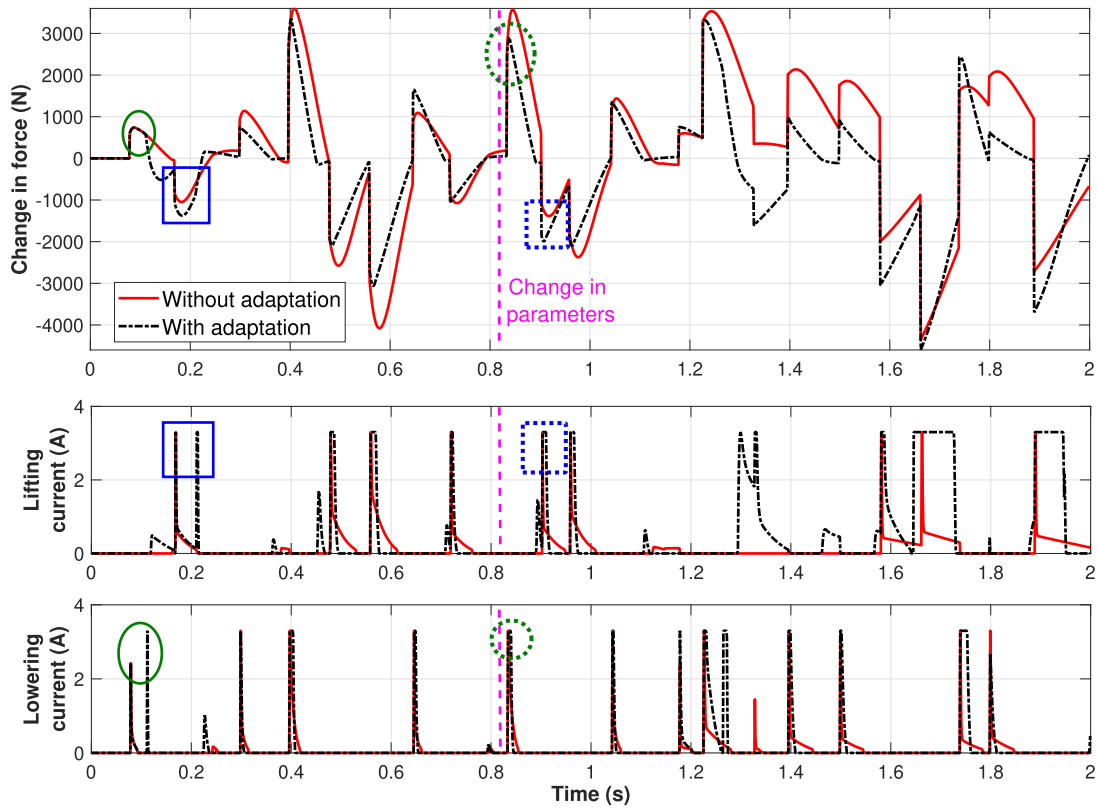 Change in force (N)
3000
2000
1000
0
-1000
-2000
-3000
-4000
Without adaptation
With adaptation
Change in
parameters
0 0.2 0.4 0.6 0.8 1 1.2 1.4 1.6 1.8 2
Lifting
current (A)
4
2
0
0 0.2 0.4 0.6 0.8 1 1.2 1.4 1.6 1.8 2
Lowering
current (A)
4
2
0
0 0.2 0.4 0.6 0.8 1 1.2 1.4 1.6 1.8 2
Time (s)